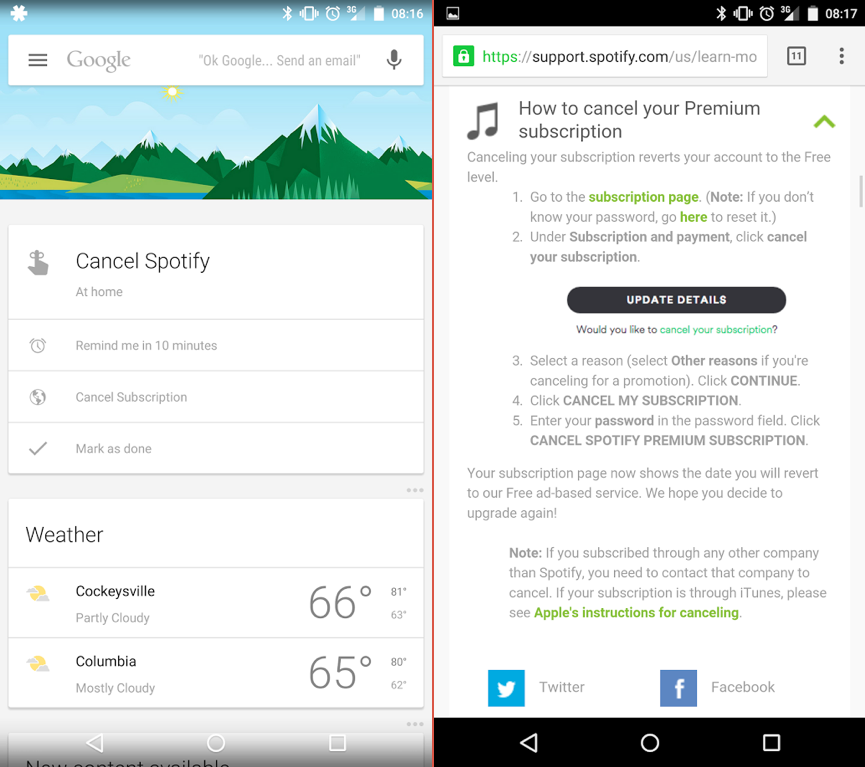 3G 08:16
Google "Ok Google... Send an email"
Cancel Spotify
At home
Remind me in 10 minutes
Cancel Subscription
Mark as done
Weather
Cockeysville
Partly Cloudy
66° 81°
63°
Columbia
Mostly Cloudy
65° 80°
62°
New content available
3G 08:17
https://support.spotify.com/us/learn-mo 11
How to cancel your Premium
subscription
Canceling your subscription reverts your account to the Free
level.
1. Go to the subscription page. (Note: If you don't
know your password, go here to reset it.)
2. Under Subscription and payment, click cancel
your subscription.
UPDATE DETAILS
Would you like to cancel your subscription?
3. Select a reason (select Other reasons if you're
canceling for a promotion). Click CONTINUE.
4. Click CANCEL MY SUBSCRIPTION.
5. Enter your password in the password field. Click
CANCEL SPOTIFY PREMIUM SUBSCRIPTION.
Your subscription page now shows the date you will revert
to our Free ad-based service. We hope you decide to
upgrade again!
Note: If you subscribed through any other company
than Spotify, you need to contact that company to
cancel. If your subscription is through iTunes, please
see Apple's instructions for canceling.
Twitter
Facebook